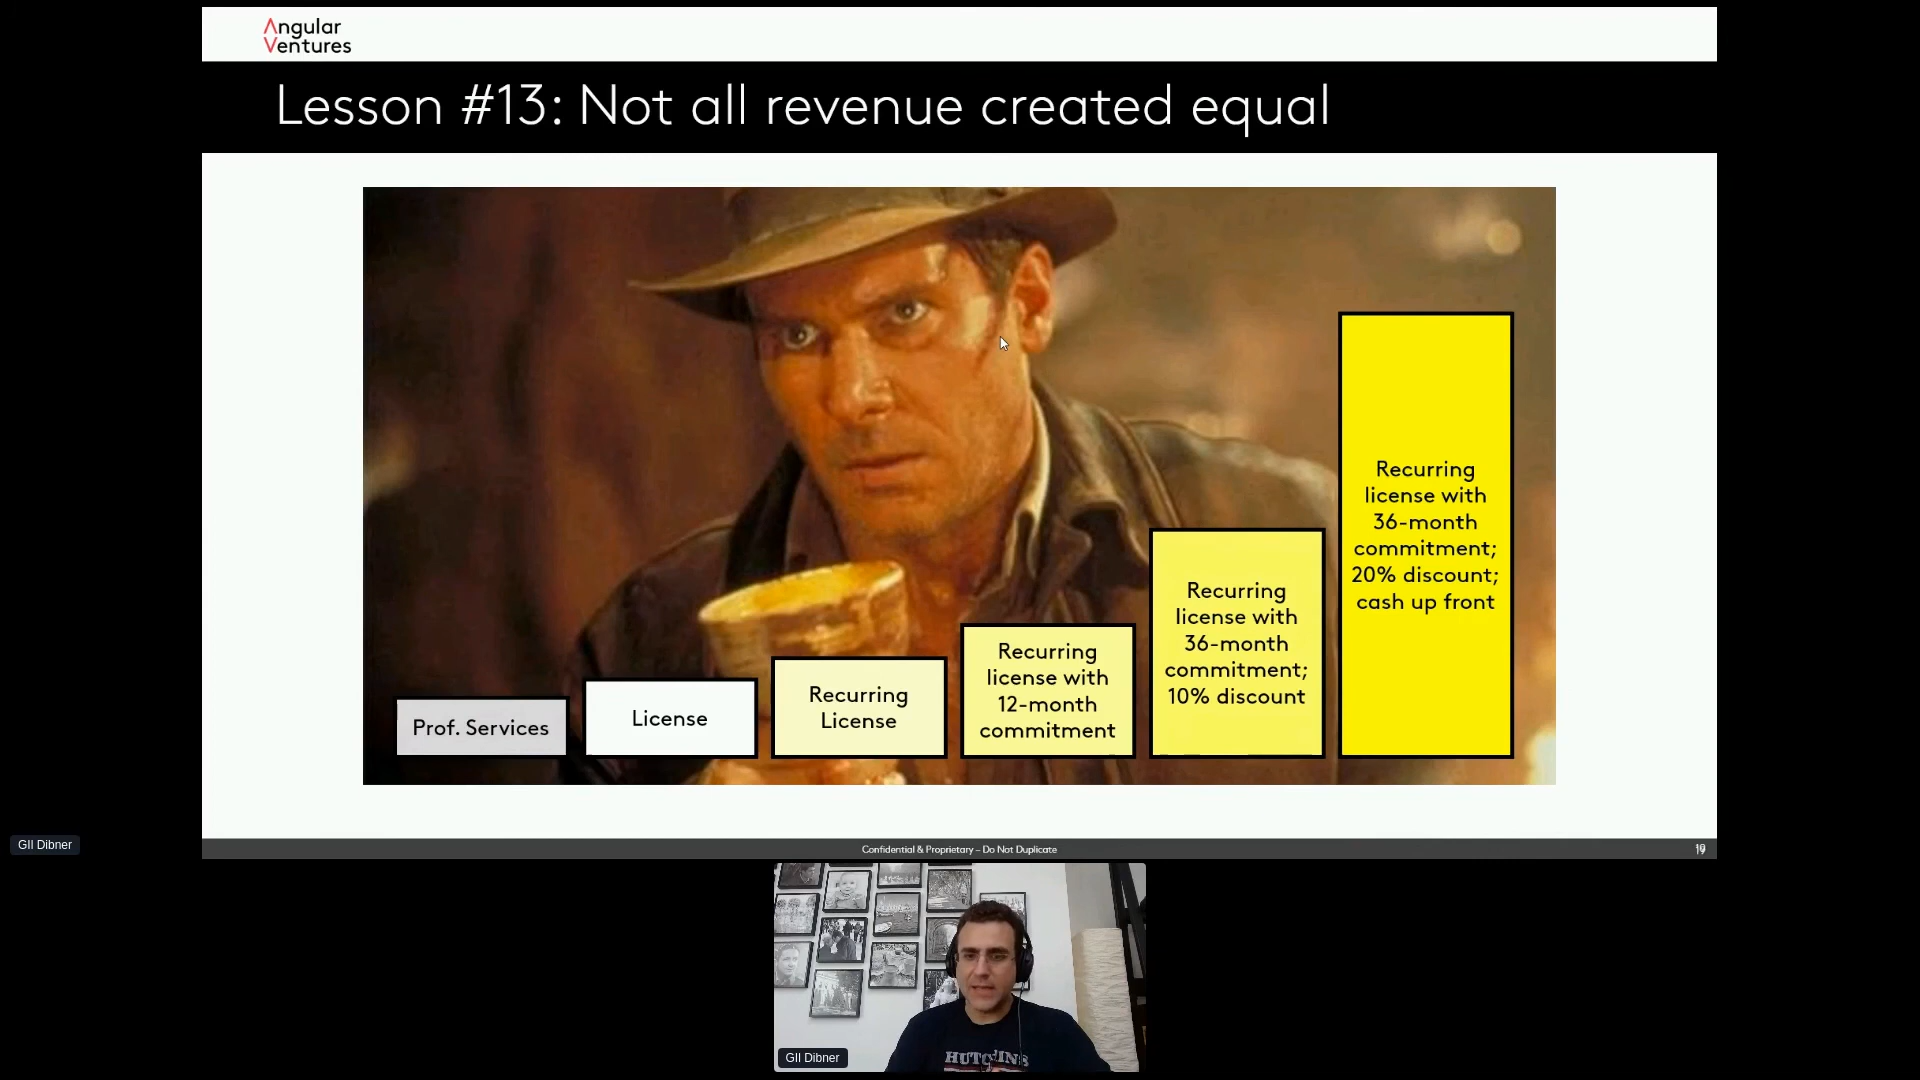 Angular
Ventures
Lesson #13: Not all revenue created equal
Prof. Services
License
Recurring
License
Recurring
license with
12-month
commitment
Recurring
license with
36-month
commitment;
10% discount
Recurring
license with
36-month
commitment;
20% discount;
cash up front
Confidential & Proprietary – Do Not Duplicate
GIl Dibner
GIl Dibner